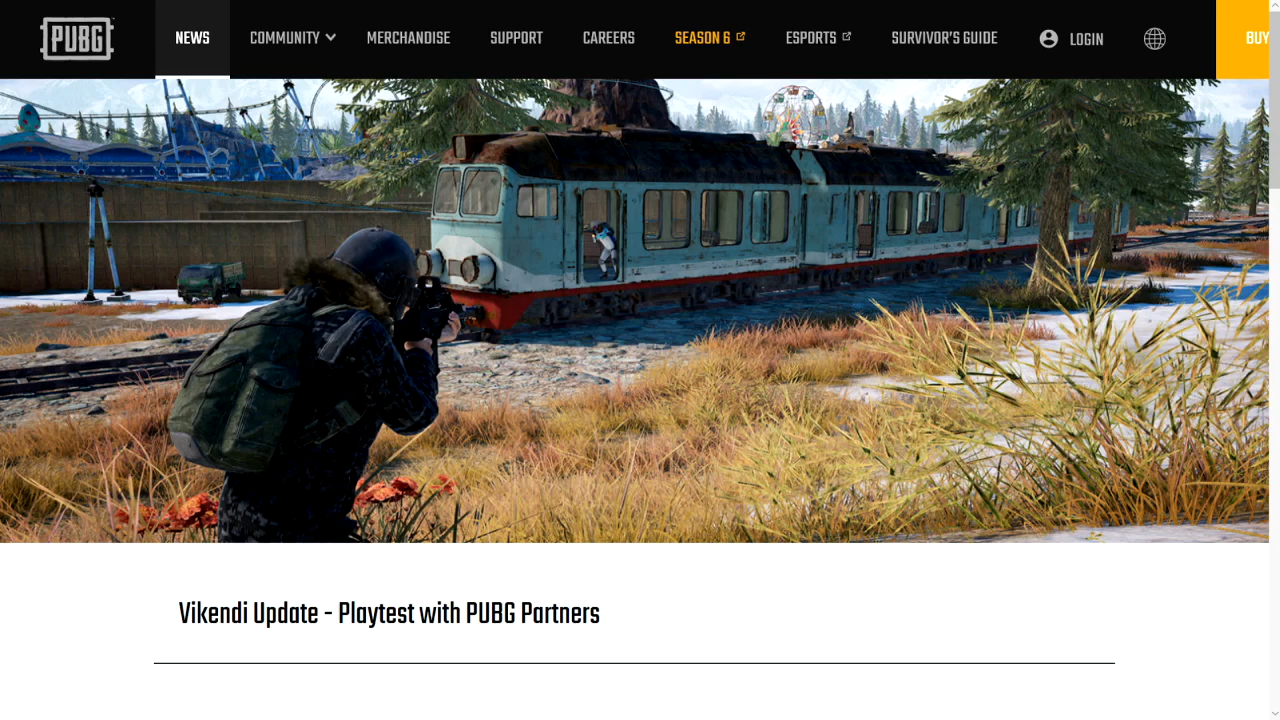 PUBG
NEWS
COMMUNITY
MERCHANDISE
SUPPORT
CAREERS
SEASON 6
ESPORTS
SURVIVOR'S GUIDE
LOGIN
BUY
Vikendi Update - Playtest with PUBG Partners